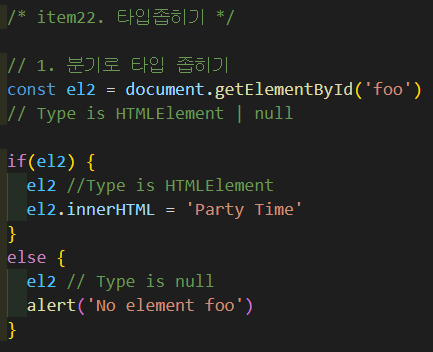 /* item22. 타입좁히기 */
// 1. 분기로 타입 좁히기
const el2 = document.getElementById('foo')
// Type is HTMLElement | null
if(el2) {
el2 //Type is HTMLElement
el2.innerHTML = 'Party Time'
}
else {
el2 // Type is null
alert('No element foo')
}